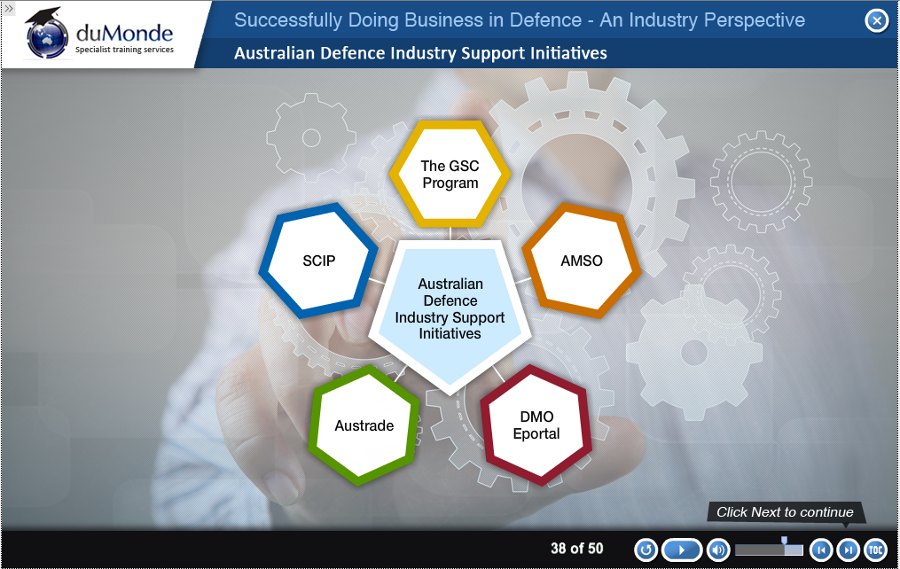 »
duMonde
Specialist training services
Successfully Doing Business in Defence - An Industry Perspective
Australian Defence Industry Support Initiatives
The GSC
Program
SCIP
AMSO
Australian
Defence
Industry Support
Initiatives
Austrade
DMO
Eportal
Click Next to continue
38 of 50
TOC